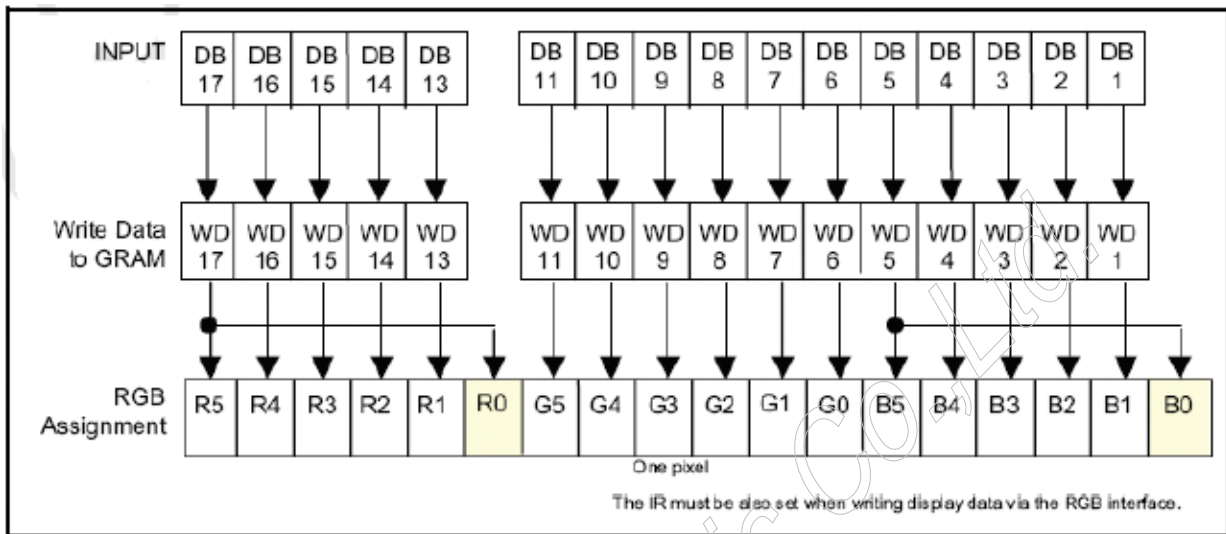 INPUT DB 17 DB 16 DB 15 DB 14 DB 13 DB 11 DB 10 DB 9 DB 8 DB 7 DB 6 DB 5 DB 4 DB 3 DB 2 DB 1
Write Data to GRAM WD 17 WD 16 WD 15 WD 14 WD 13 WD 11 WD 10 WD 9 WD 8 WD 7 WD 6 WD 5 WD 4 WD 3 WD 2 WD 1
RGB Assignment R5 R4 R3 R2 R1 R0 G5 G4 G3 G2 G1 G0 B5 B4 B3 B2 B1 B0
One pixel
The IR must be also set when writing display data via the RGB interface.
Co.,Ltd.